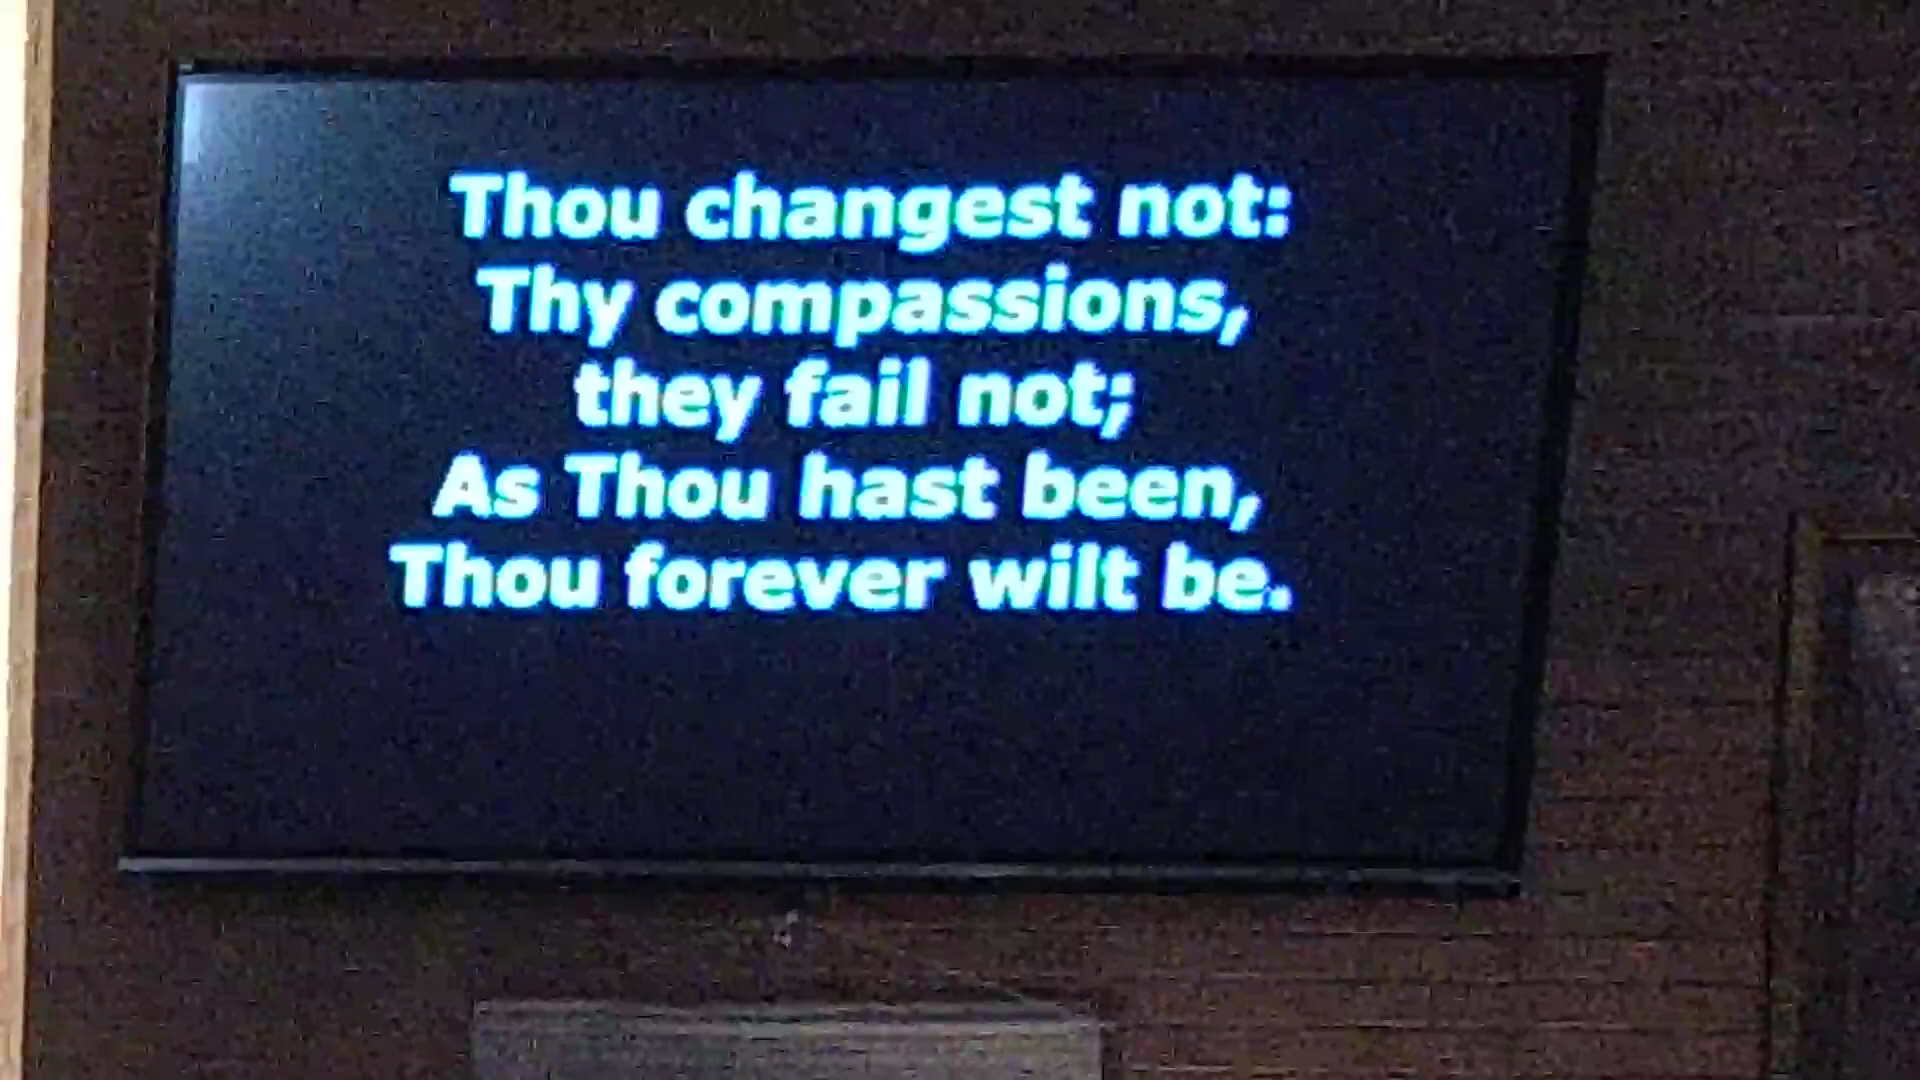 Thou changest not:
Thy compassions,
they fail not;
As Thou hast been,
Thou forever wilt be.